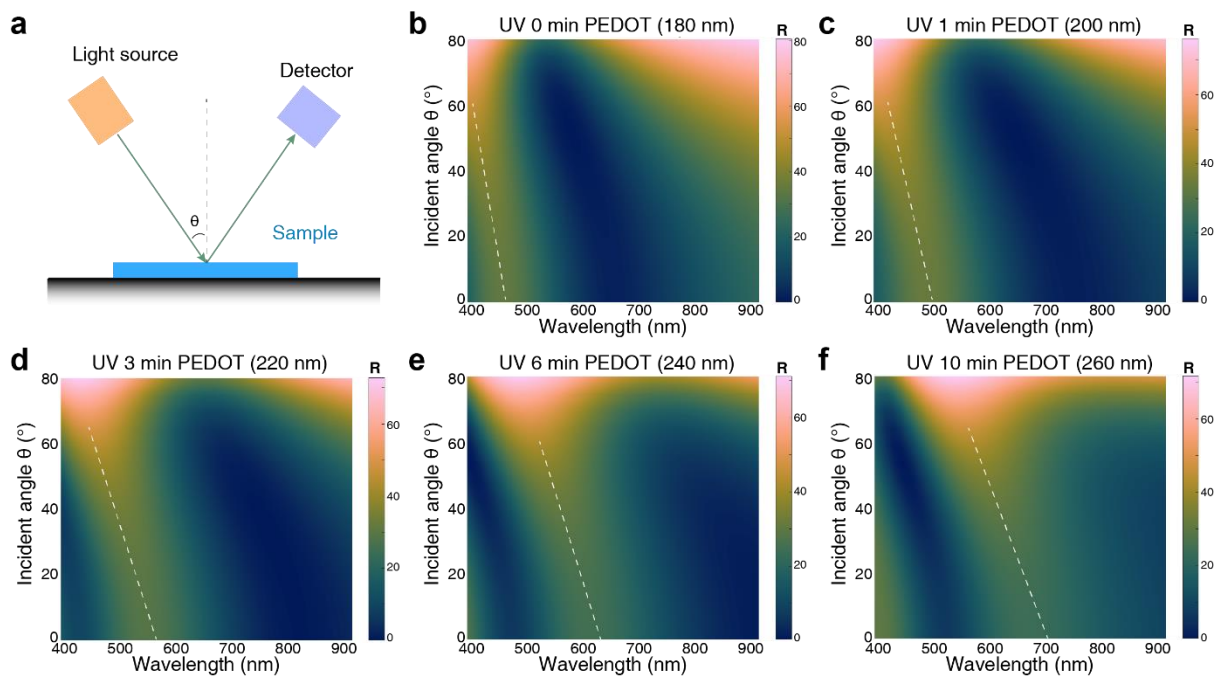 a
Light source
Detector
θ
Sample
b
UV 0 min PEDOT (180 nm)
R
80
60
40
20
0
80
60
40
20
0
400 500 600 700 800 900
Incident angle θ (°)
Wavelength (nm)
c
UV 1 min PEDOT (200 nm)
R
80
60
40
20
0
60
40
20
0
400 500 600 700 800 900
Incident angle θ (°)
Wavelength (nm)
d
UV 3 min PEDOT (220 nm)
R
80
60
40
20
0
60
40
20
0
400 500 600 700 800 900
Incident angle θ (°)
Wavelength (nm)
e
UV 6 min PEDOT (240 nm)
R
80
60
40
20
0
60
40
20
0
400 500 600 700 800 900
Incident angle θ (°)
Wavelength (nm)
f
UV 10 min PEDOT (260 nm)
R
80
60
40
20
0
60
40
20
0
400 500 600 700 800 900
Incident angle θ (°)
Wavelength (nm)